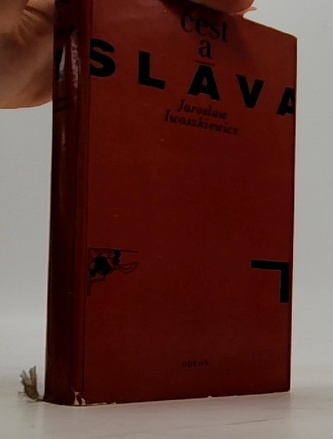 čest
a
SLÁVA
Jarosław
Iwaszkiewicz
ODEON